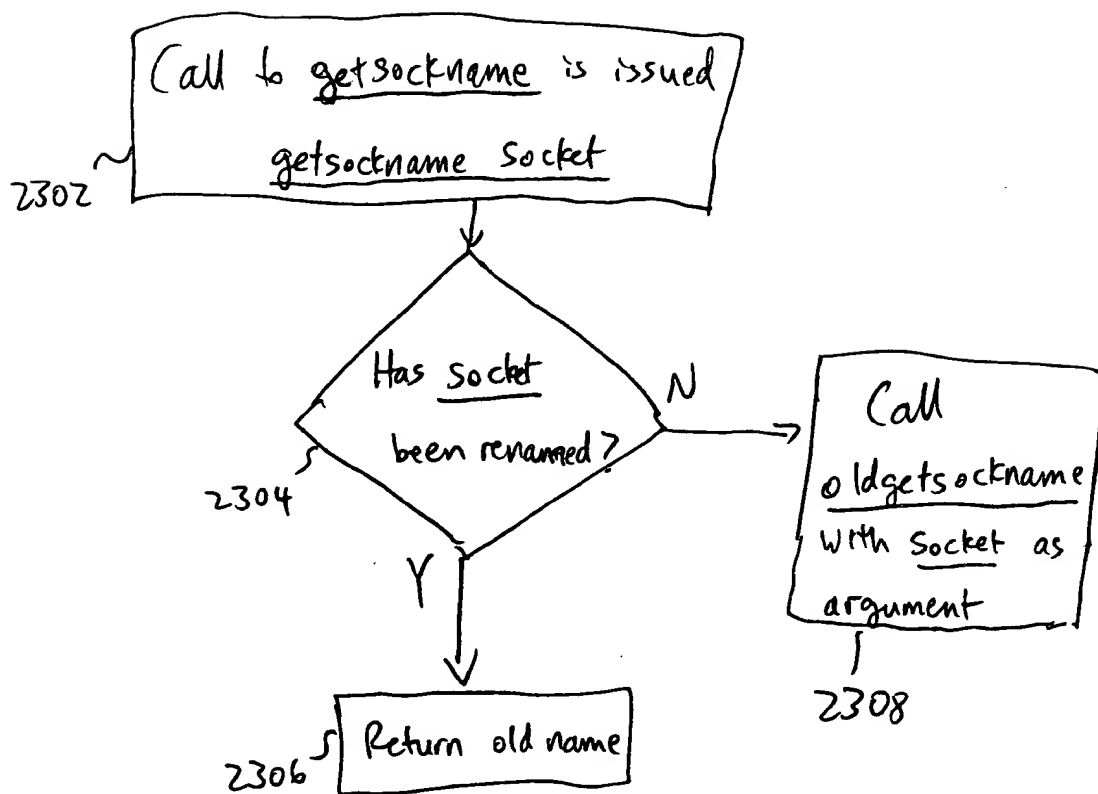 Call to getsockname is issued
getsockname socket
2302
Has socket
been renamed?
2304
N
Call
oldgetsockname
with socket as
argument
2308
Y
Return old name
2306